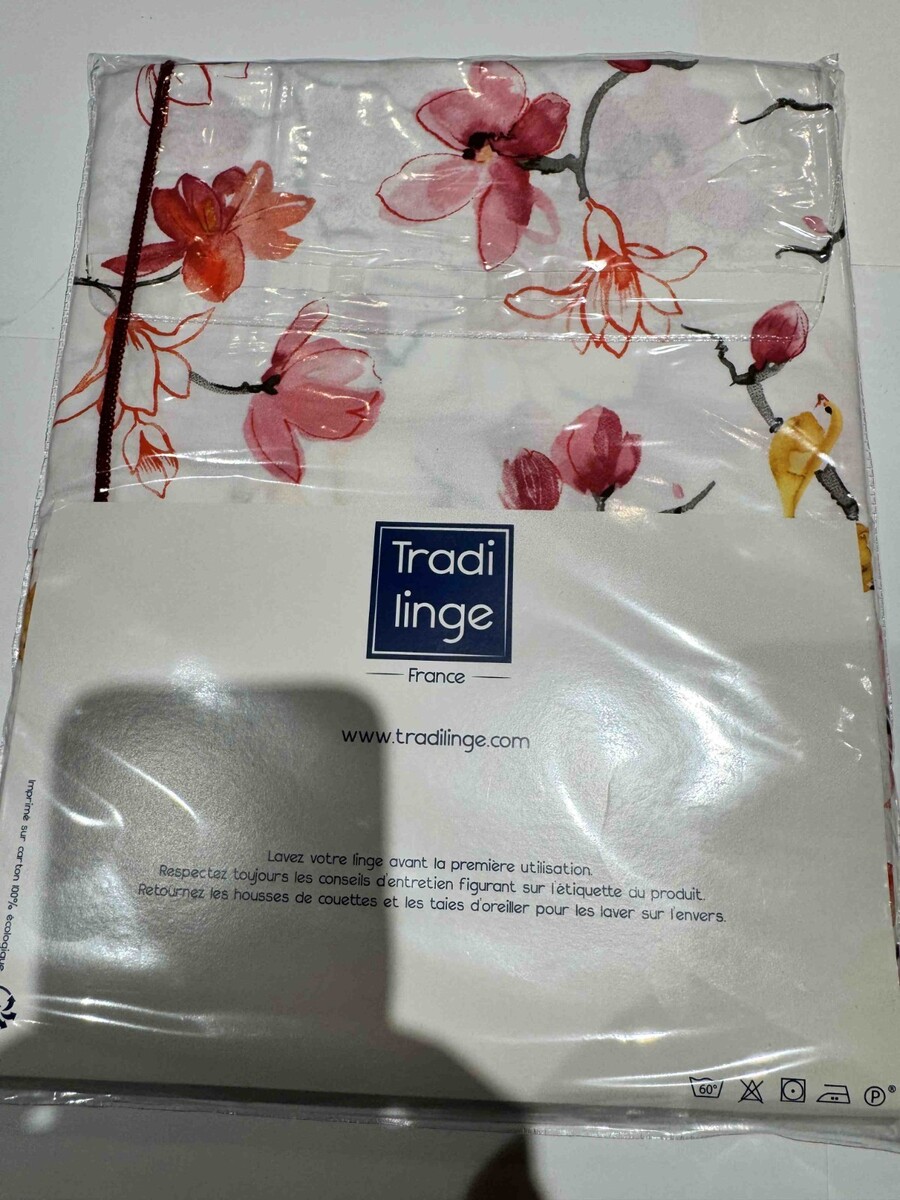 Tradi
linge
France
www.tradilinge.com
Lavez votre linge avant la première utilisation.
Respectez toujours les conseils d'entretien figurant sur l'étiquette du produit.
Retournez les housses de couettes et les taies d'oreiller pour les laver sur l'envers.
Imprimé sur carton 100% écologique
60°
P®